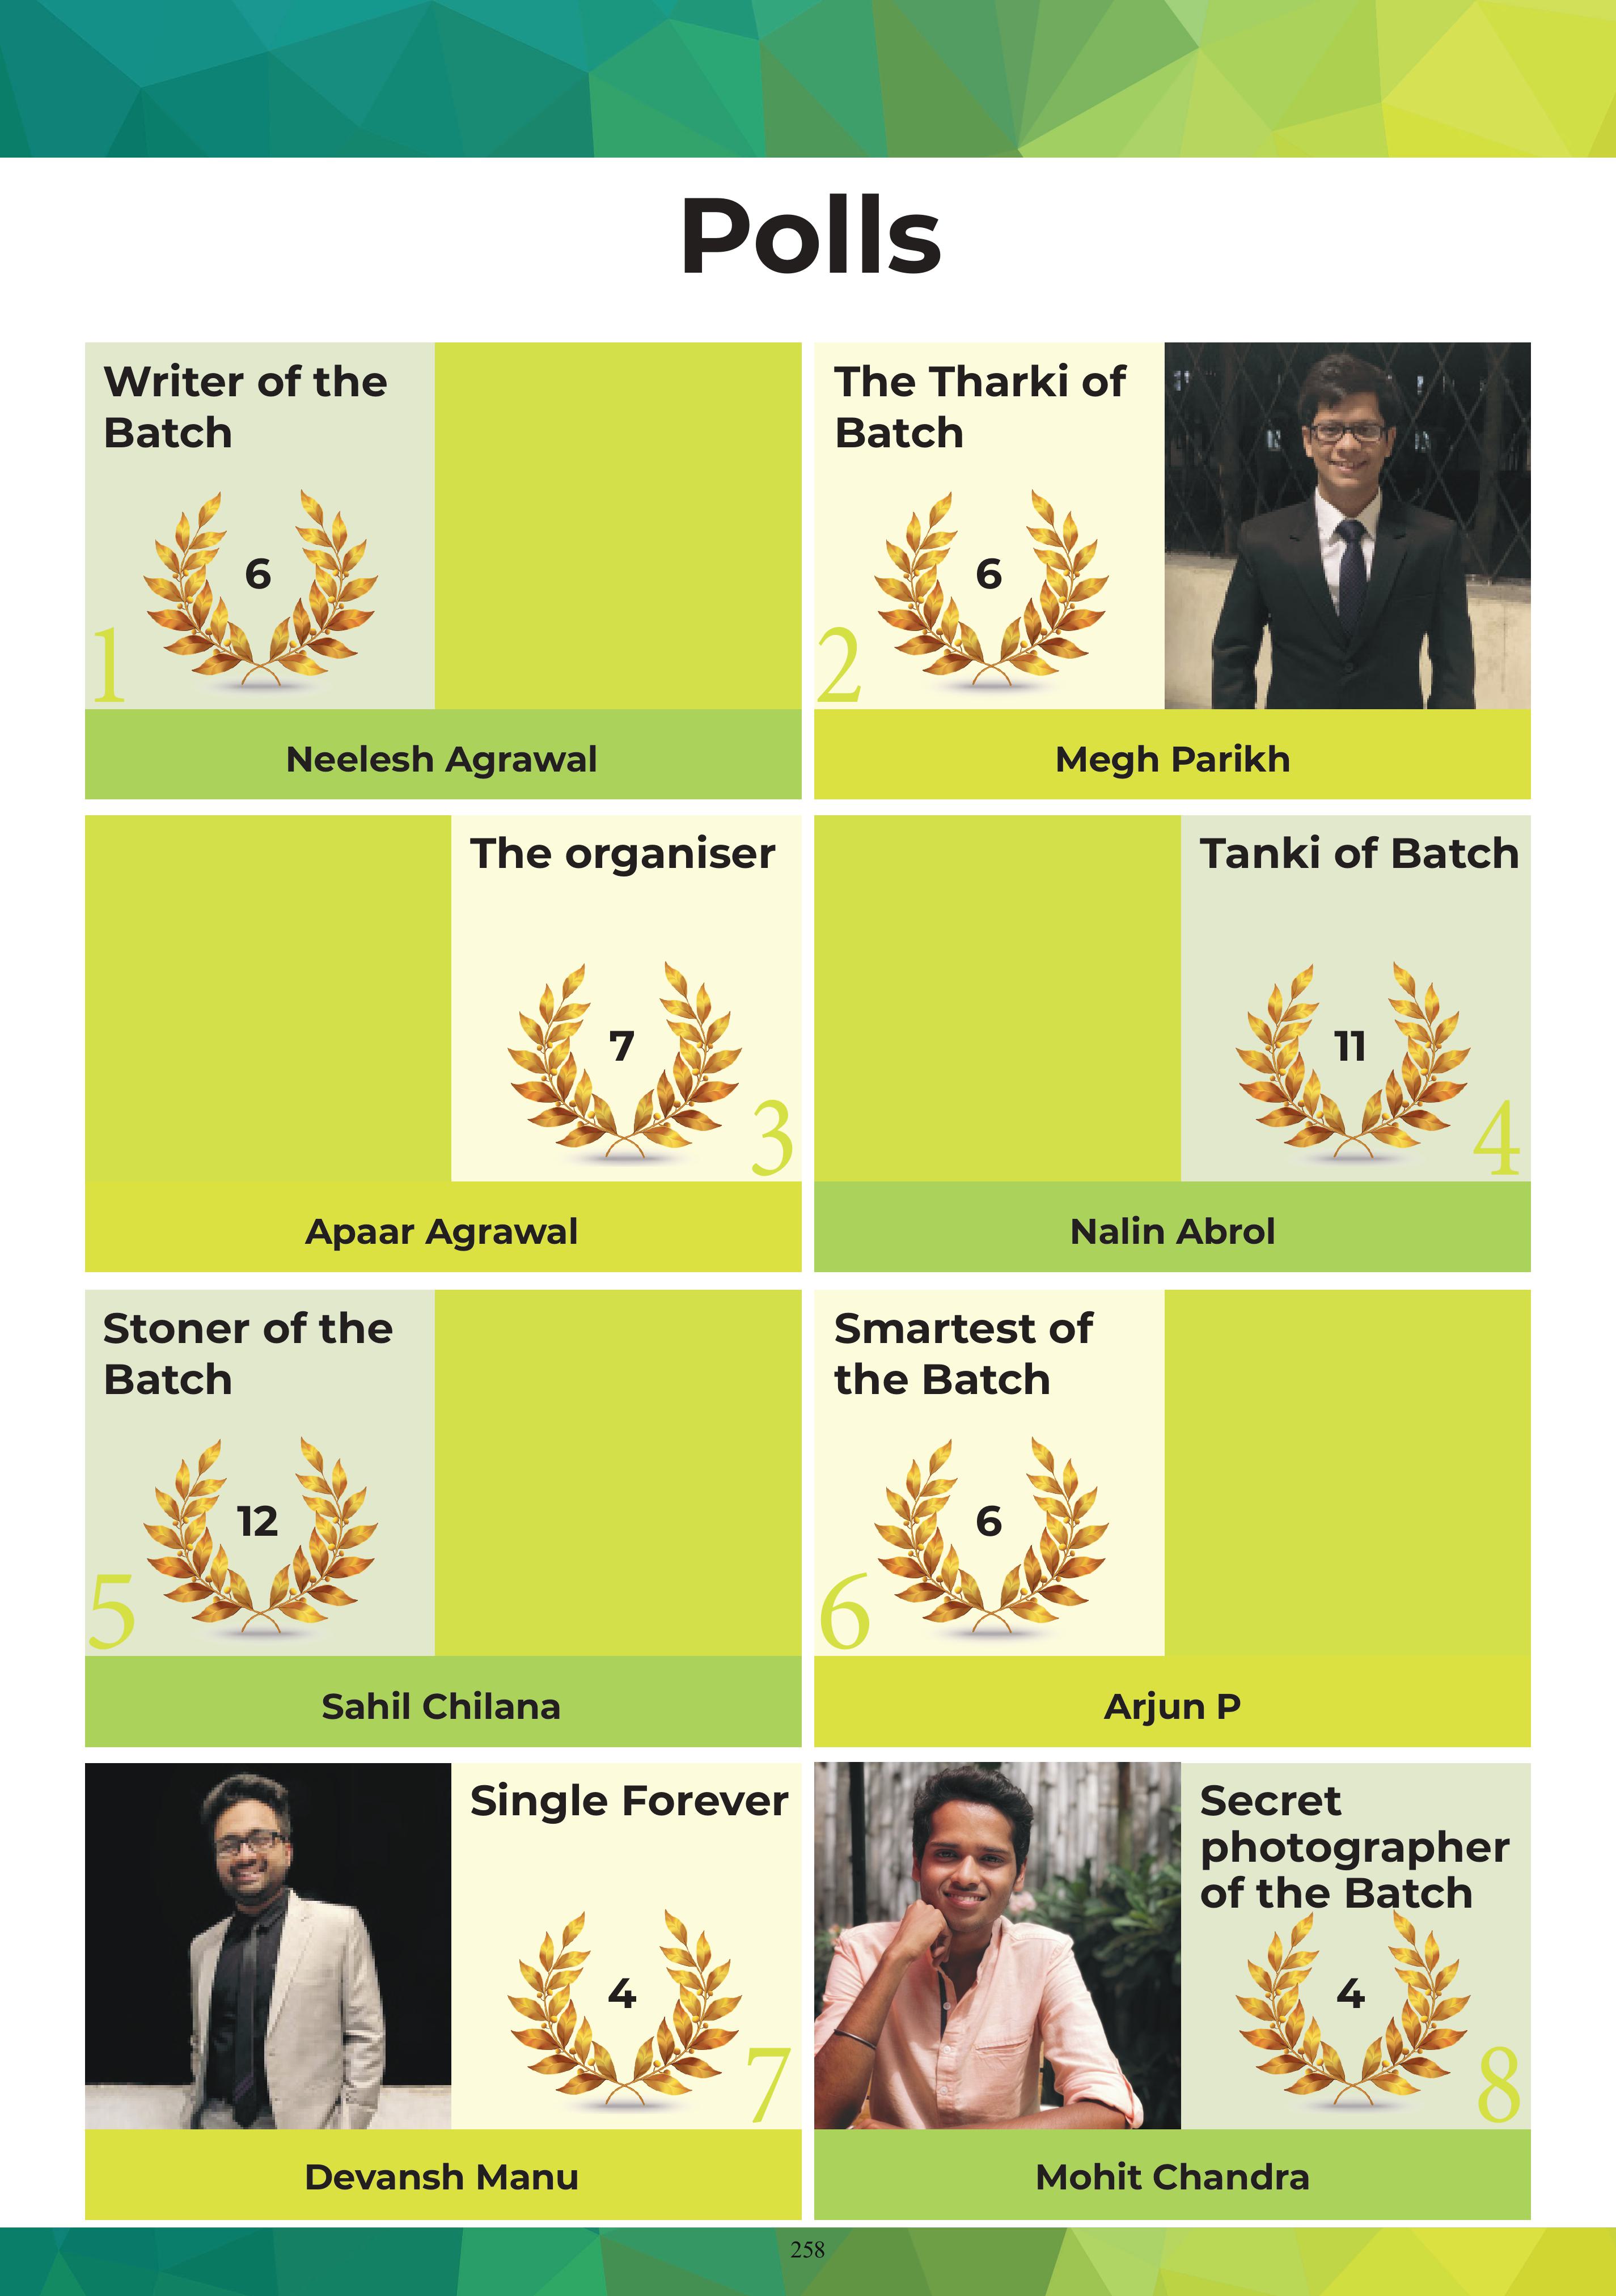 Polls
Writer of the
Batch
6
1
Neelesh Agrawal
The Tharki of
Batch
6
2
Megh Parikh
The organiser
7
3
Apaar Agrawal
Tanki of Batch
11
4
Nalin Abrol
Stoner of the
Batch
12
5
Sahil Chilana
Smartest of
the Batch
6
6
Arjun P
Single Forever
4
7
Devansh Manu
Secret
photographer
of the Batch
4
8
Mohit Chandra
258